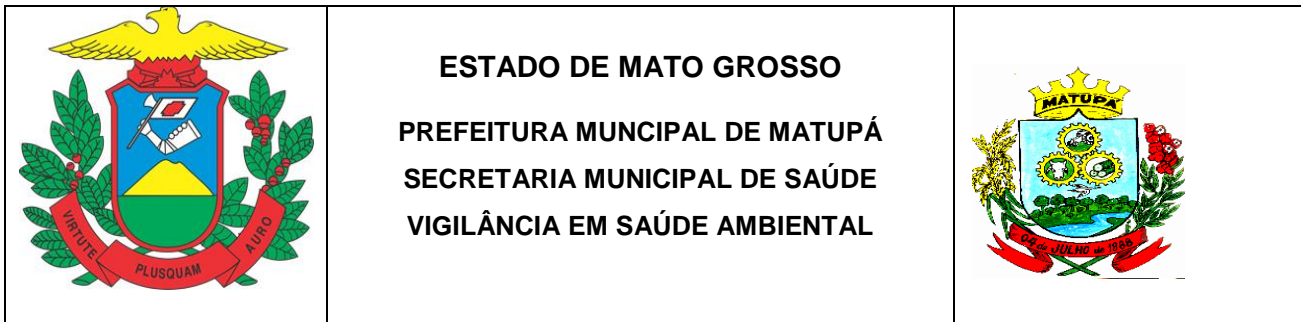 VIRTUTE PLUSQUAM AURO
ESTADO DE MATO GROSSO
PREFEITURA MUNCIPAL DE MATUPÁ
SECRETARIA MUNICIPAL DE SAÚDE
VIGILÂNCIA EM SAÚDE AMBIENTAL
MATUPÁ
04 de JULHO de 1988